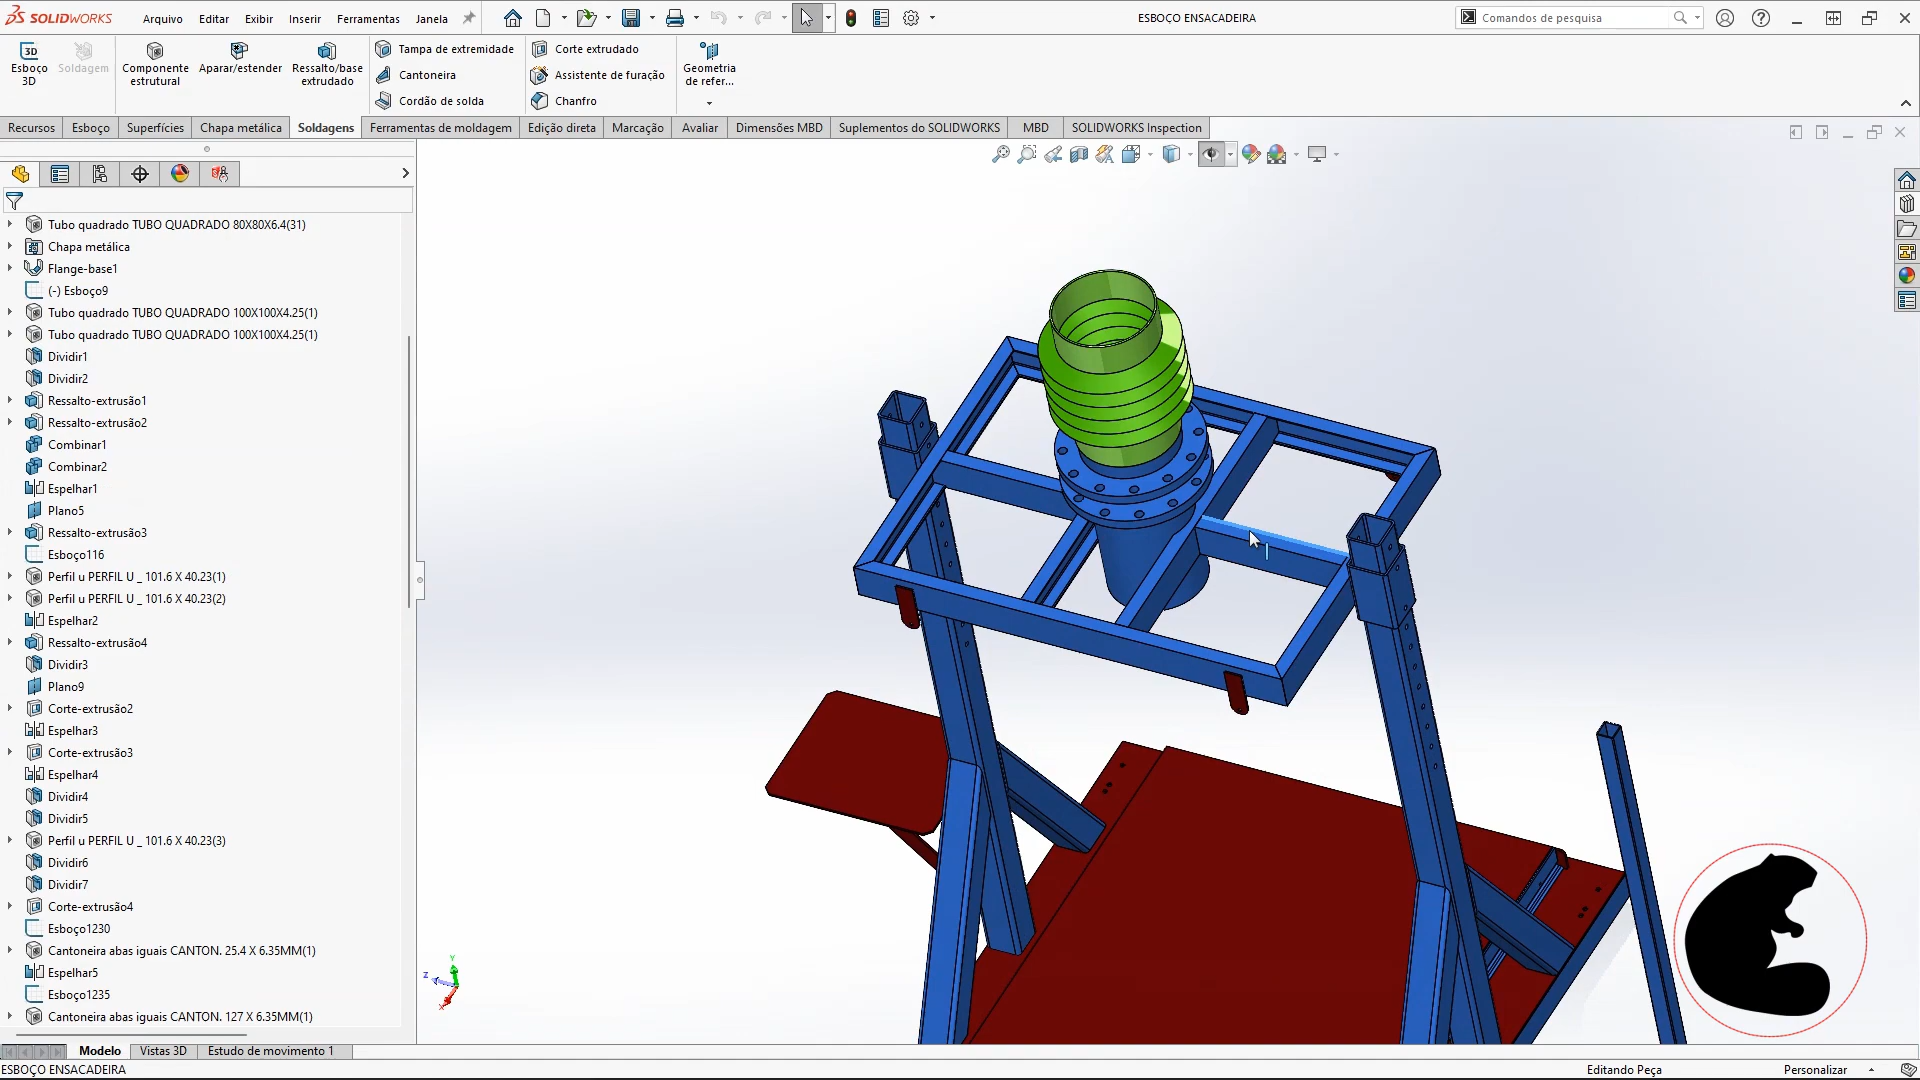 SOLIDWORKS
Arquivo
Editar
Exibir
Inserir
Ferramentas
Janela
ESBOÇO ENSACADEIRA
Comandos de pesquisa
Esboço
3D
Soldagem
Componente
estrutural
Aparar/estender
Ressalto/base
extrudado
Tampa de extremidade
Cantoneira
Cordão de solda
Corte extrudado
Assistente de furação
Chanfro
Geometria
de refer...
Recursos
Esboço
Superfícies
Chapa metálica
Soldagens
Ferramentas de moldagem
Edição direta
Marcação
Avaliar
Dimensões MBD
Suplementos do SOLIDWORKS
MBD
SOLIDWORKS Inspection
Tubo quadrado TUBO QUADRADO 80X80X6.4(31)
Chapa metálica
Flange-base1
(-) Esboço9
Tubo quadrado TUBO QUADRADO 100X100X4.25(1)
Tubo quadrado TUBO QUADRADO 100X100X4.25(1)
Dividir1
Dividir2
Ressalto-extrusão1
Ressalto-extrusão2
Combinar1
Combinar2
Espelhar1
Plano5
Ressalto-extrusão3
Esboço116
Perfil u PERFIL U _ 101.6 X 40.23(1)
Perfil u PERFIL U _ 101.6 X 40.23(2)
Espelhar2
Ressalto-extrusão4
Dividir3
Plano9
Corte-extrusão2
Espelhar3
Corte-extrusão3
Espelhar4
Dividir4
Dividir5
Perfil u PERFIL U _ 101.6 X 40.23(3)
Dividir6
Dividir7
Corte-extrusão4
Esboço1230
Cantoneira abas iguais CANTON. 25.4 X 6.35MM(1)
Espelhar5
Esboço1235
Cantoneira abas iguais CANTON. 127 X 6.35MM(1)
Y
Z
X
Modelo
Vistas 3D
Estudo de movimento 1
ESBOÇO ENSACADEIRA
Editando Peça
Personalizar